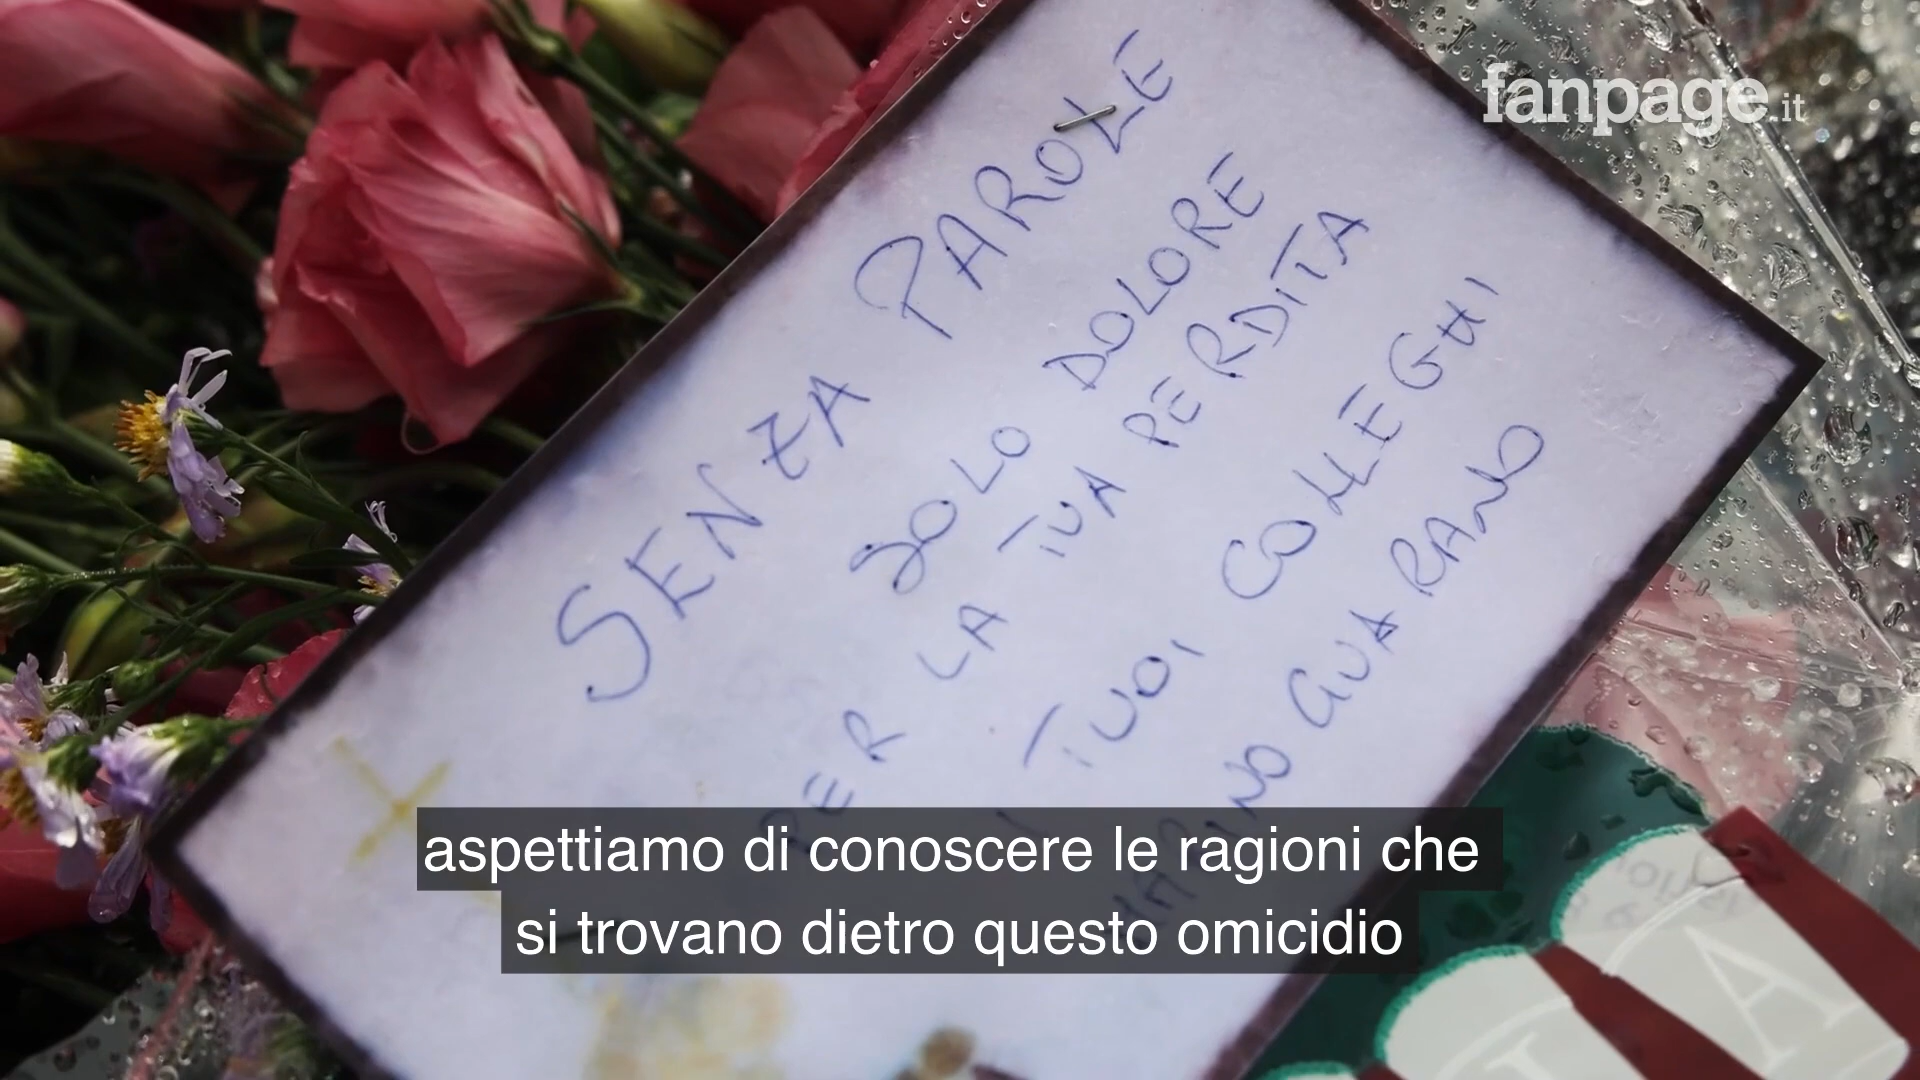 fanpage.it
SENZA PAROLE
SOLO DOLORE
PER LA TUA PERDITA
I TUOI COLLEGHI
GUARANO
aspettiamo di conoscere le ragioni che
si trovano dietro questo omicidio